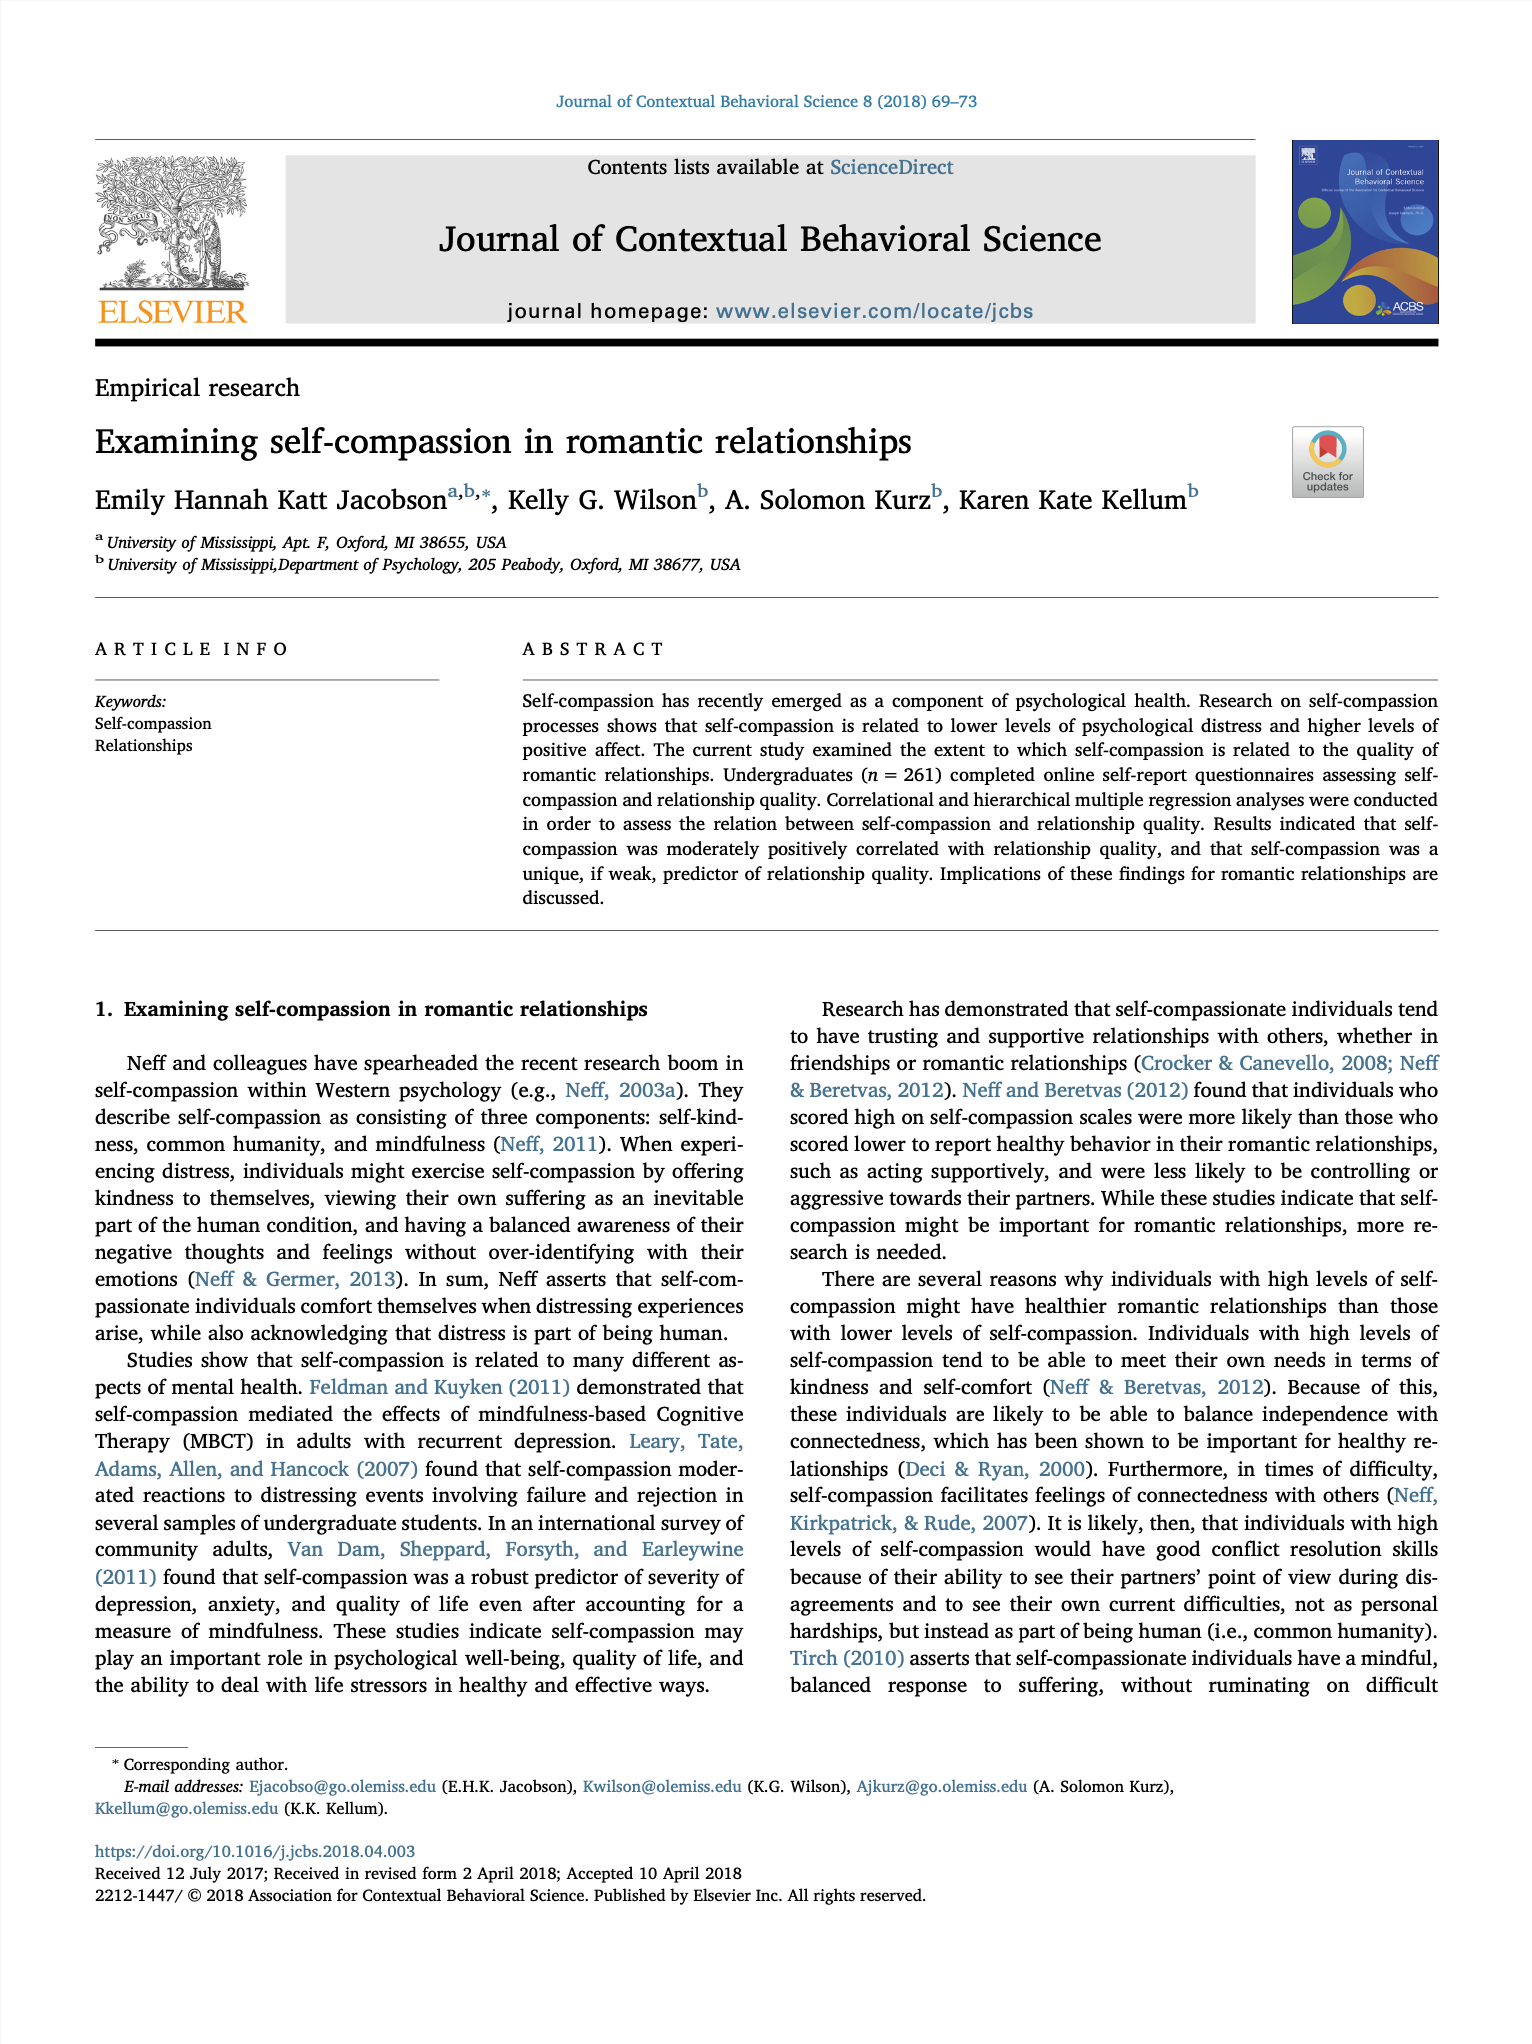 Journal of Contextual Behavioral Science 8 (2018) 69–73
Contents lists available at ScienceDirect
Journal of Contextual Behavioral Science
journal homepage: www.elsevier.com/locate/jcbs
NON SOLUS
ELSEVIER
Journal of Contextual
Behavioral Science
ACBS
Empirical research
Examining self-compassion in romantic relationships
Check for
updates
Emily Hannah Katt Jacobson a,b,*, Kelly G. Wilson b, A. Solomon Kurz b, Karen Kate Kellum b
a University of Mississippi, Apt. F, Oxford, MI 38655, USA
b University of Mississippi,Department of Psychology, 205 Peabody, Oxford, MI 38677, USA
ARTICLE INFO
Keywords:
Self-compassion
Relationships
ABSTRACT
Self-compassion has recently emerged as a component of psychological health. Research on self-compassion
processes shows that self-compassion is related to lower levels of psychological distress and higher levels of
positive affect. The current study examined the extent to which self-compassion is related to the quality of
romantic relationships. Undergraduates (n = 261) completed online self-report questionnaires assessing self-
compassion and relationship quality. Correlational and hierarchical multiple regression analyses were conducted
in order to assess the relation between self-compassion and relationship quality. Results indicated that self-
compassion was moderately positively correlated with relationship quality, and that self-compassion was a
unique, if weak, predictor of relationship quality. Implications of these findings for romantic relationships are
discussed.
1. Examining self-compassion in romantic relationships
Neff and colleagues have spearheaded the recent research boom in
self-compassion within Western psychology (e.g., Neff, 2003a). They
describe self-compassion as consisting of three components: self-kind-
ness, common humanity, and mindfulness (Neff, 2011). When experi-
encing distress, individuals might exercise self-compassion by offering
kindness to themselves, viewing their own suffering as an inevitable
part of the human condition, and having a balanced awareness of their
negative thoughts and feelings without over-identifying with their
emotions (Neff & Germer, 2013). In sum, Neff asserts that self-com-
passionate individuals comfort themselves when distressing experiences
arise, while also acknowledging that distress is part of being human.
Studies show that self-compassion is related to many different as-
pects of mental health. Feldman and Kuyken (2011) demonstrated that
self-compassion mediated the effects of mindfulness-based Cognitive
Therapy (MBCT) in adults with recurrent depression. Leary, Tate,
Adams, Allen, and Hancock (2007) found that self-compassion moder-
ated reactions to distressing events involving failure and rejection in
several samples of undergraduate students. In an international survey of
community adults, Van Dam, Sheppard, Forsyth, and Earleywine
(2011) found that self-compassion was a robust predictor of severity of
depression, anxiety, and quality of life even after accounting for a
measure of mindfulness. These studies indicate self-compassion may
play an important role in psychological well-being, quality of life, and
the ability to deal with life stressors in healthy and effective ways.
Research has demonstrated that self-compassionate individuals tend
to have trusting and supportive relationships with others, whether in
friendships or romantic relationships (Crocker & Canevello, 2008; Neff
& Beretvas, 2012). Neff and Beretvas (2012) found that individuals who
scored high on self-compassion scales were more likely than those who
scored lower to report healthy behavior in their romantic relationships,
such as acting supportively, and were less likely to be controlling or
aggressive towards their partners. While these studies indicate that self-
compassion might be important for romantic relationships, more re-
search is needed.
There are several reasons why individuals with high levels of self-
compassion might have healthier romantic relationships than those
with lower levels of self-compassion. Individuals with high levels of
self-compassion tend to be able to meet their own needs in terms of
kindness and self-comfort (Neff & Beretvas, 2012). Because of this,
these individuals are likely to be able to balance independence with
connectedness, which has been shown to be important for healthy re-
lationships (Deci & Ryan, 2000). Furthermore, in times of difficulty,
self-compassion facilitates feelings of connectedness with others (Neff,
Kirkpatrick, & Rude, 2007). It is likely, then, that individuals with high
levels of self-compassion would have good conflict resolution skills
because of their ability to see their partners’ point of view during dis-
agreements and to see their own current difficulties, not as personal
hardships, but instead as part of being human (i.e., common humanity).
Tirch (2010) asserts that self-compassionate individuals have a mindful,
balanced response to suffering, without ruminating on difficult
* Corresponding author.
E-mail addresses: Ejacobso@go.olemiss.edu (E.H.K. Jacobson), Kwilson@olemiss.edu (K.G. Wilson), Ajkurz@go.olemiss.edu (A. Solomon Kurz),
Kkellum@go.olemiss.edu (K.K. Kellum).
https://doi.org/10.1016/j.jcbs.2018.04.003
Received 12 July 2017; Received in revised form 2 April 2018; Accepted 10 April 2018
2212-1447/ © 2018 Association for Contextual Behavioral Science. Published by Elsevier Inc. All rights reserved.